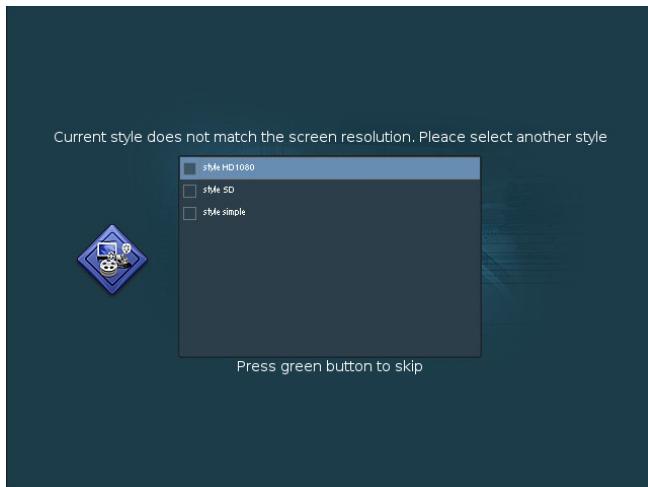 Current style does not match the screen resolution. Pleace select another style
style HD1080
style SD
style simple
Press green button to skip